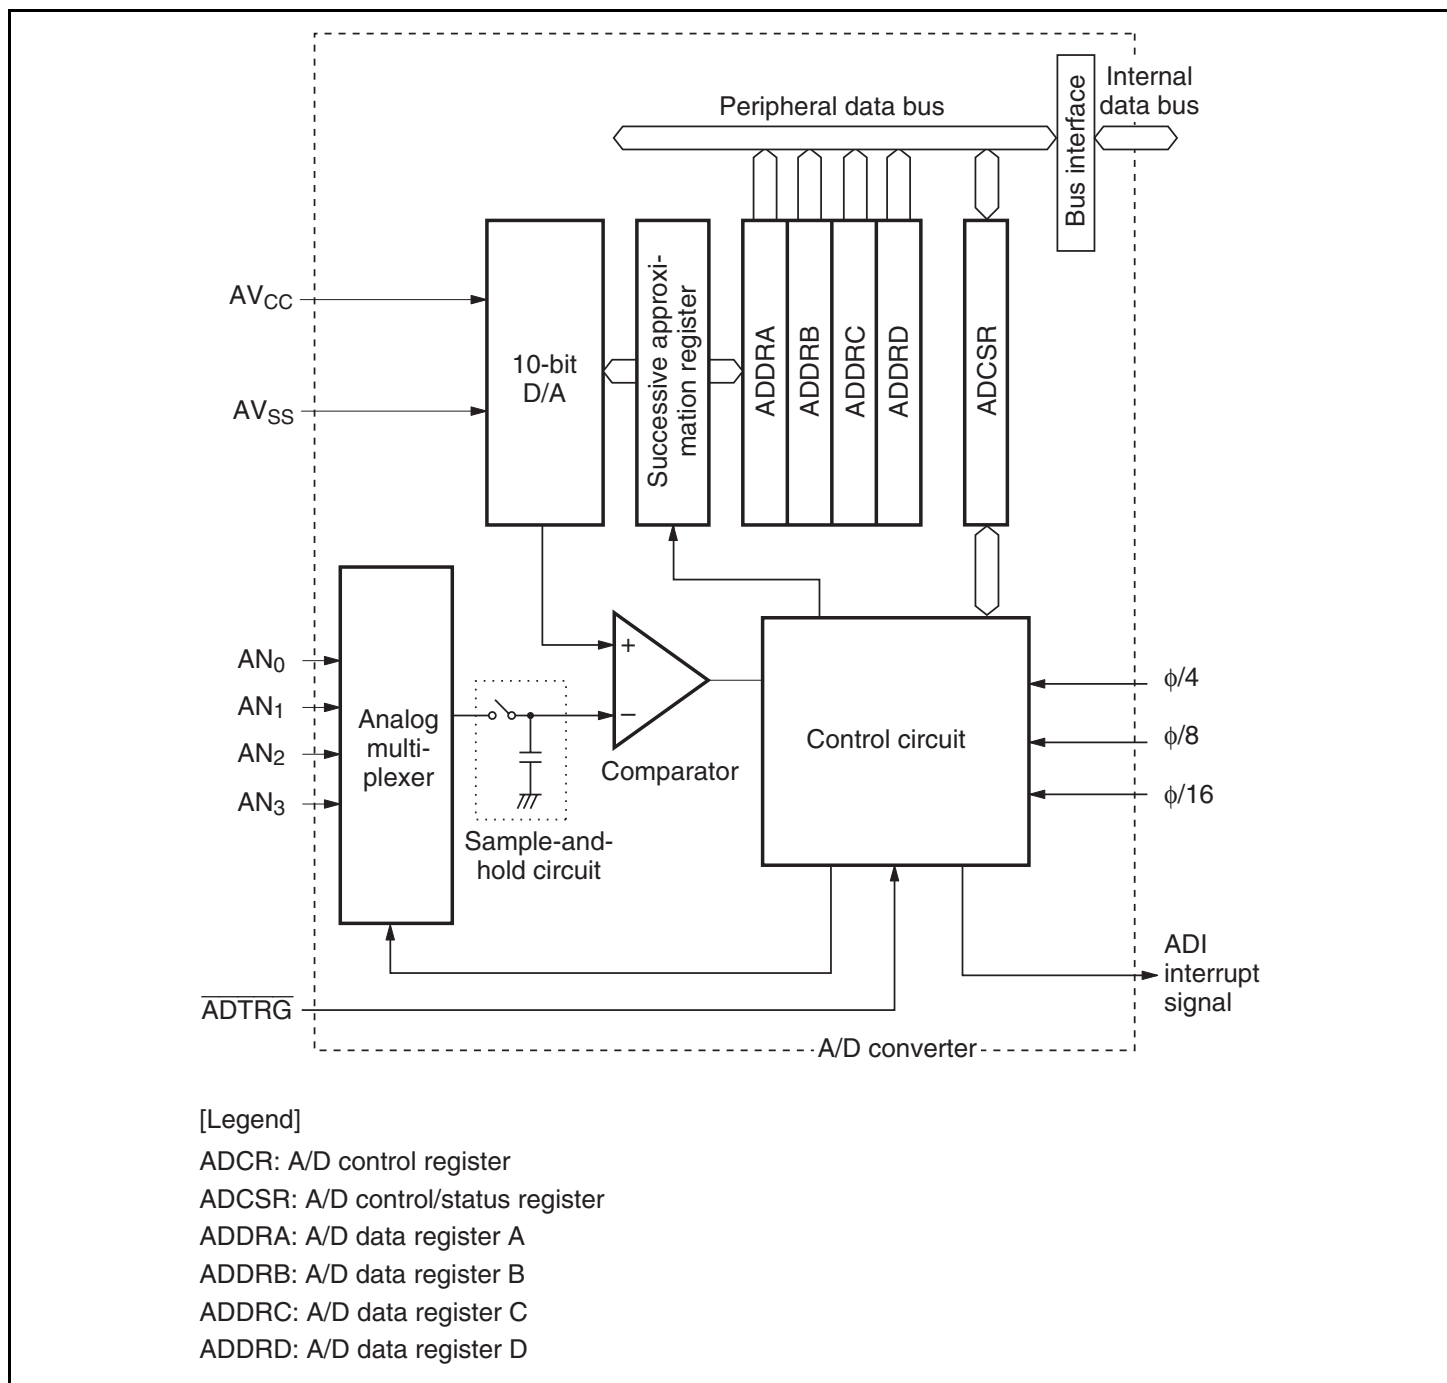 Peripheral data bus
Internal
data bus
Bus interface
AVCC
AVSS
10-bit
D/A
Successive approxi-
mation register
ADDRA
ADDRB
ADDRC
ADDRD
ADCSR
AN0
AN1
AN2
AN3
Analog
multi-
plexer
Sample-and-
hold circuit
+
−
Comparator
Control circuit
ϕ/4
ϕ/8
ϕ/16
ADI
interrupt
signal
ADTRG
A/D converter
[Legend]
ADCR: A/D control register
ADCSR: A/D control/status register
ADDRA: A/D data register A
ADDRB: A/D data register B
ADDRC: A/D data register C
ADDRD: A/D data register D